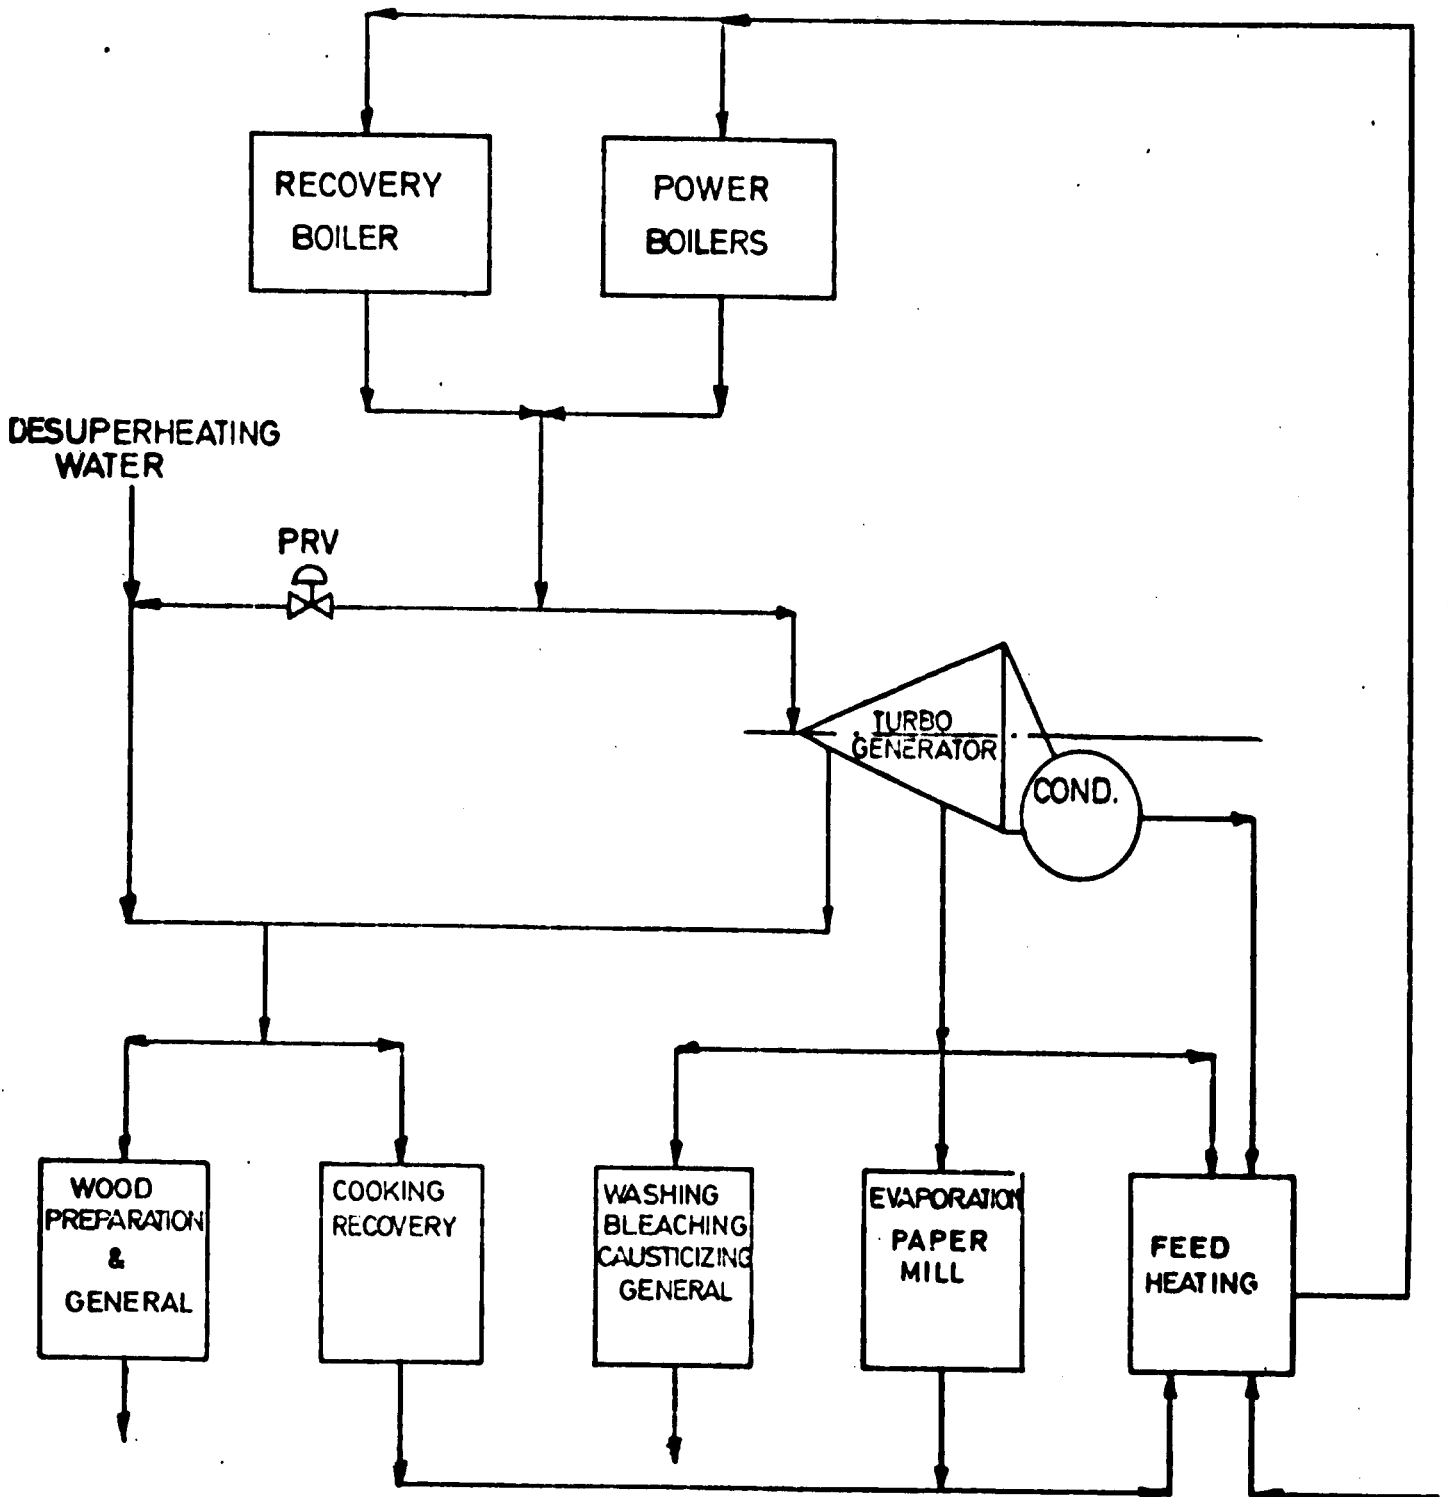 RECOVERY
BOILER
POWER
BOILERS
DESUPERHEATING
WATER
PRV
TURBO
GENERATOR
COND.
WOOD
PREPARATION
&
GENERAL
COOKING
RECOVERY
WASHING
BLEACHING
CAUSTICIZING
GENERAL
EVAPORATION
PAPER
MILL
FEED
HEATING